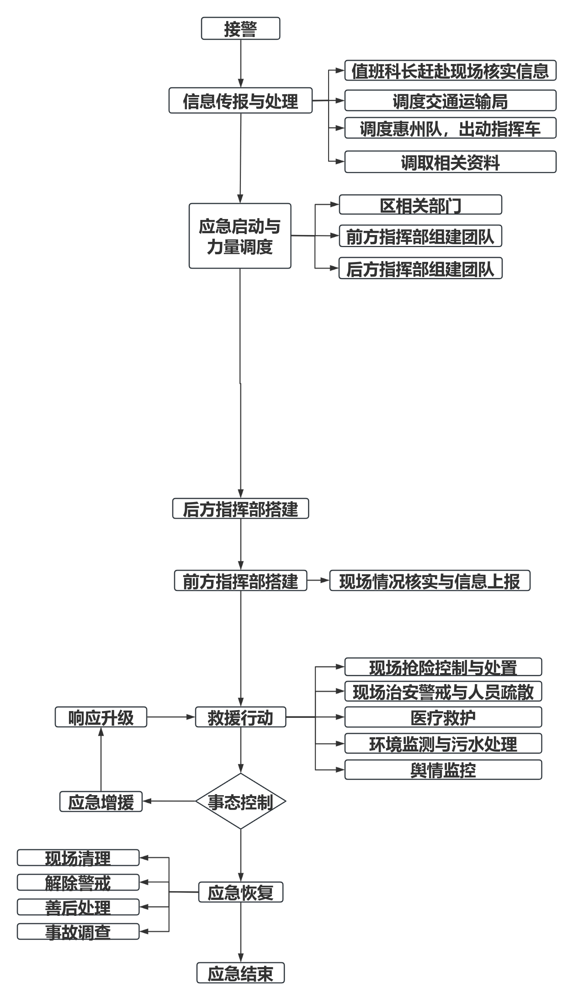 接警
信息传报与处理
值班科长赶赴现场核实信息
调度交通运输局
调度惠州队，出动指挥车
调取相关资料
应急启动与
力量调度
区相关部门
前方指挥部组建团队
后方指挥部组建团队
后方指挥部搭建
前方指挥部搭建
现场情况核实与信息上报
响应升级
救援行动
现场抢险控制与处置
现场治安警戒与人员疏散
医疗救护
环境监测与污水处理
舆情监控
应急增援
事态控制
现场清理
解除警戒
善后处理
事故调查
应急恢复
应急结束